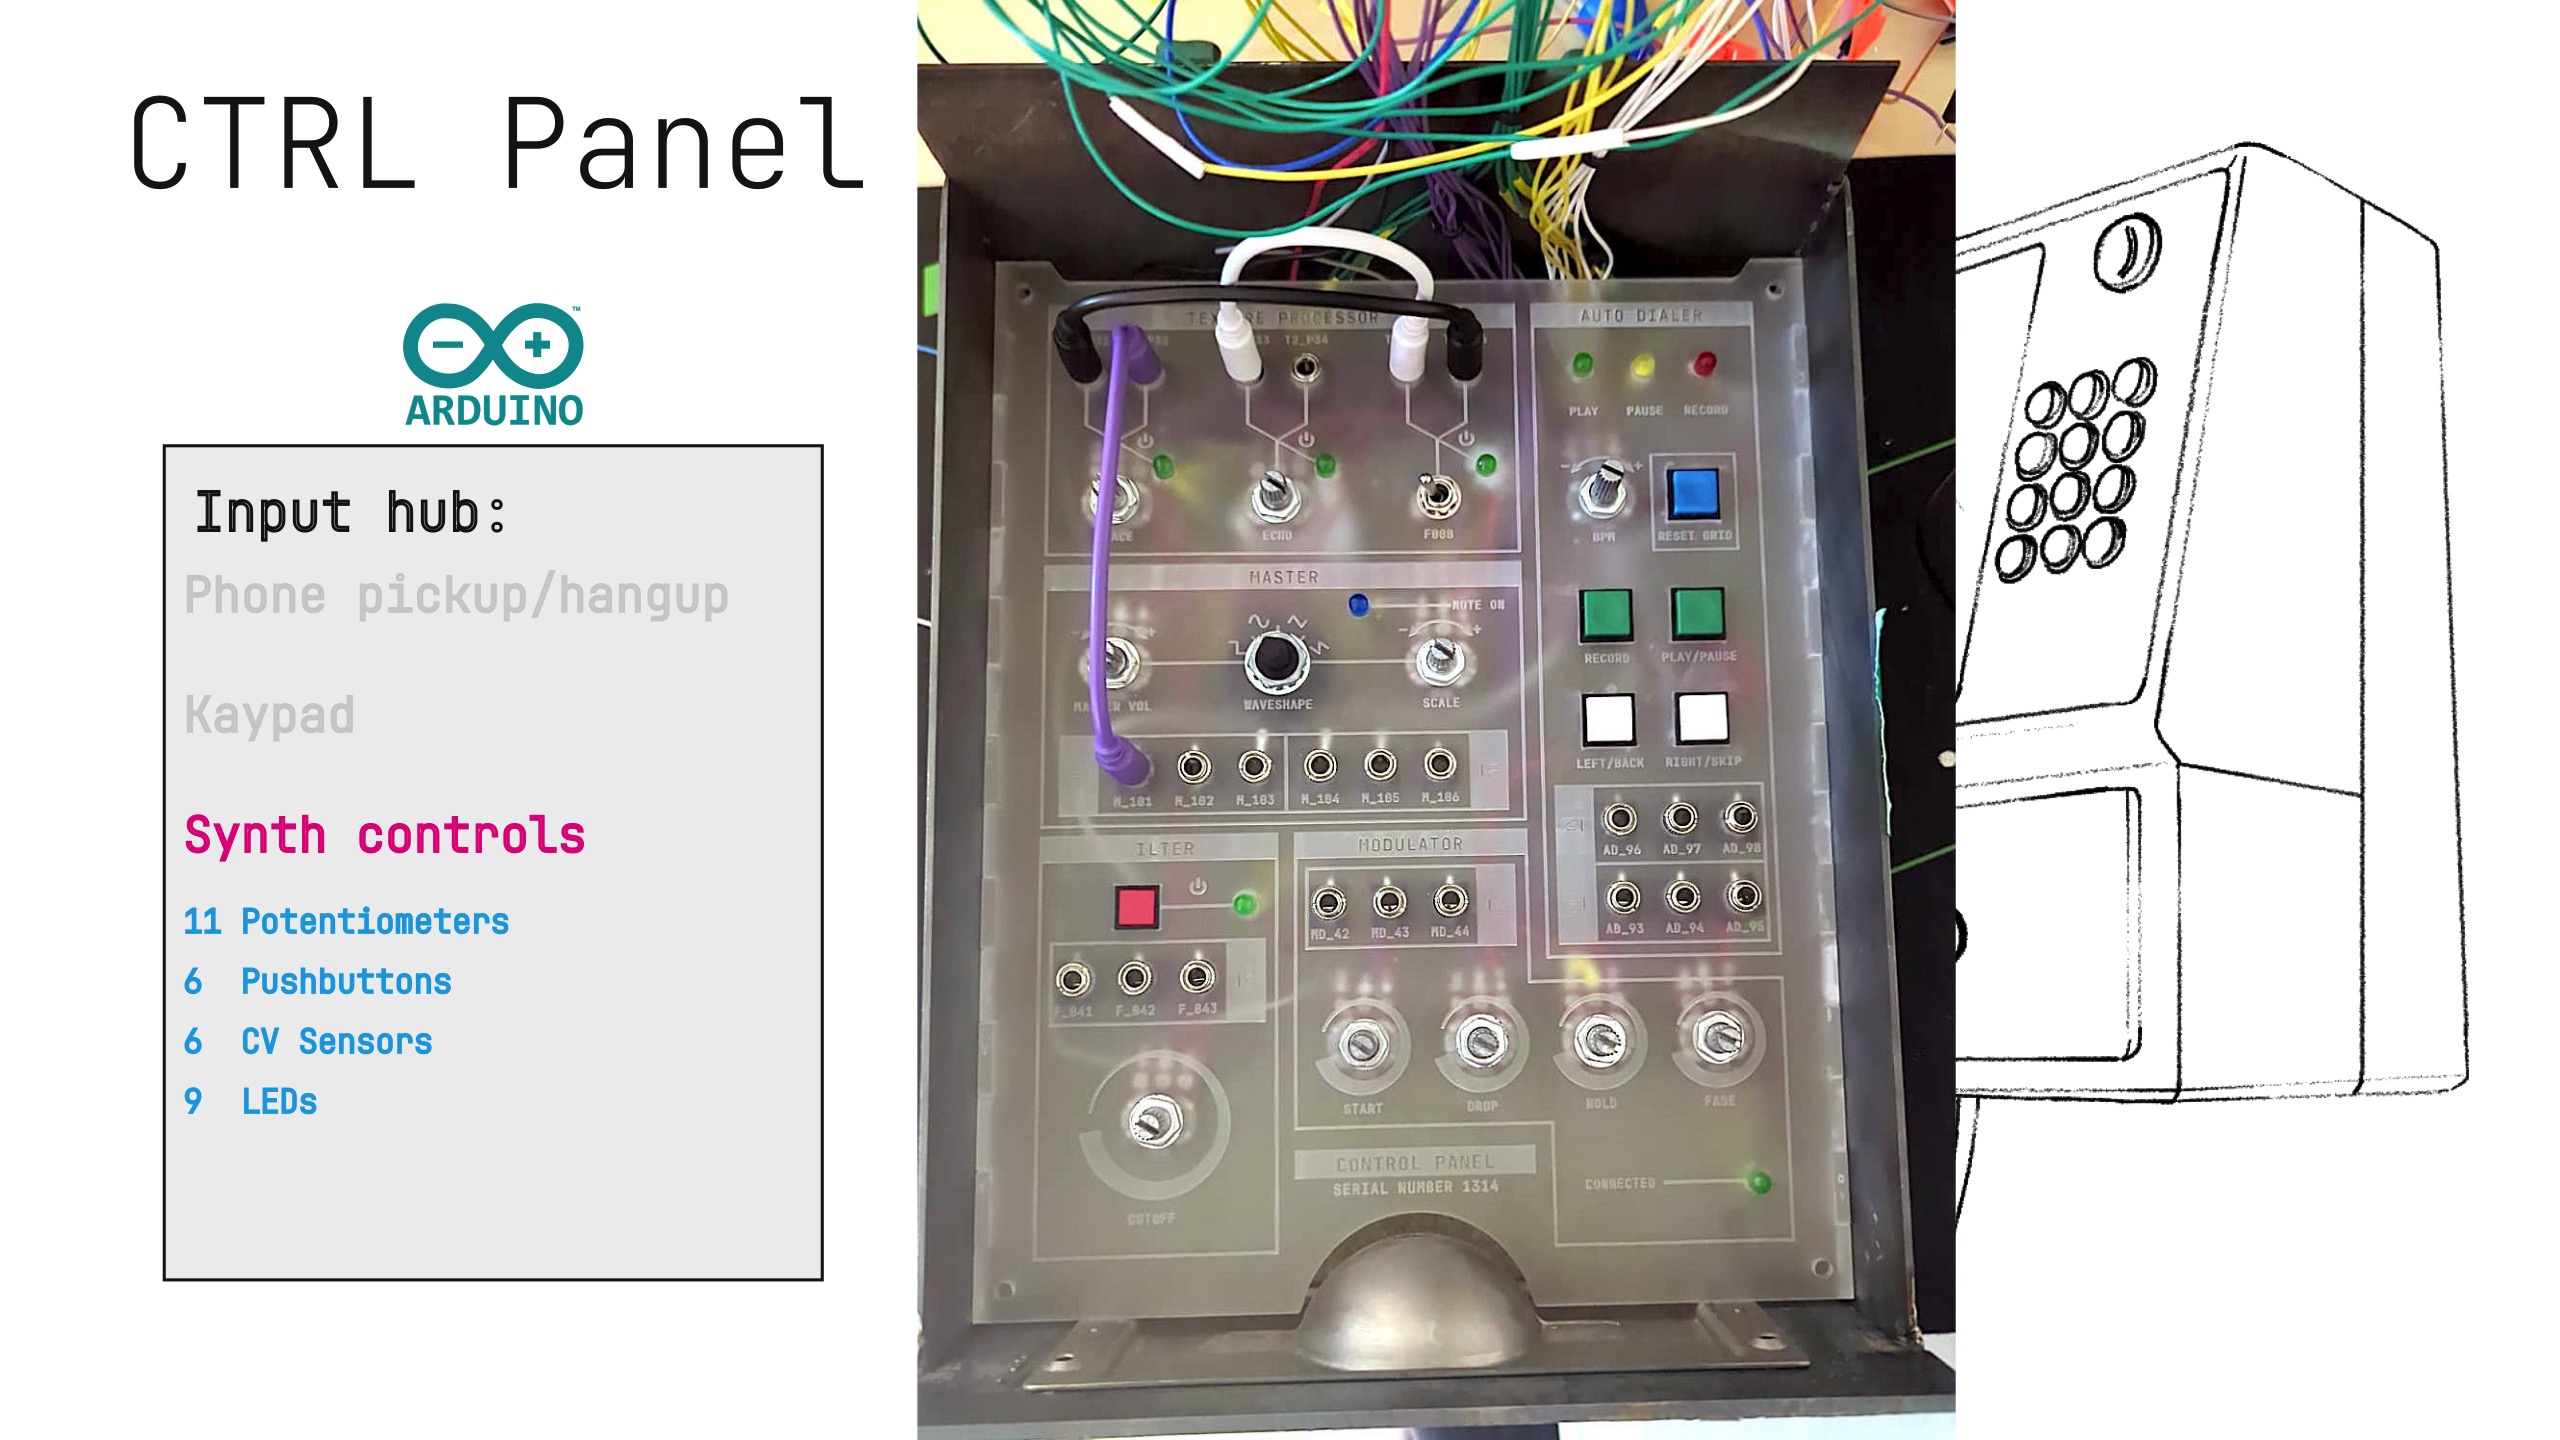 CTRL Panel
™
ARDUINO
Input hub:
Phone pickup/hangup
Kaypad
Synth controls
11 Potentiometers
6 Pushbuttons
6 CV Sensors
9 LEDs
PROCESSOR
T2_P34
ECHO
F008
MASTER
NOTE ON
VOL
WAVESHAPE
SCALE
M_101 M_102 M_103 M_104 M_105 M_106
ILTER
F_841 F_842 F_843
CUTOFF
MODULATOR
MD_42 MD_43 MD_44
START DROP HOLD FADE
AUTO DIALER
PLAY PAUSE RECORD
- +
BPM RESET GRID
RECORD PLAY/PAUSE
LEFT/BACK RIGHT/SKIP
AD_96 AD_97 AD_98
AD_93 AD_94 AD_95
CONTROL PANEL
SERIAL NUMBER 1314
CONNECTED